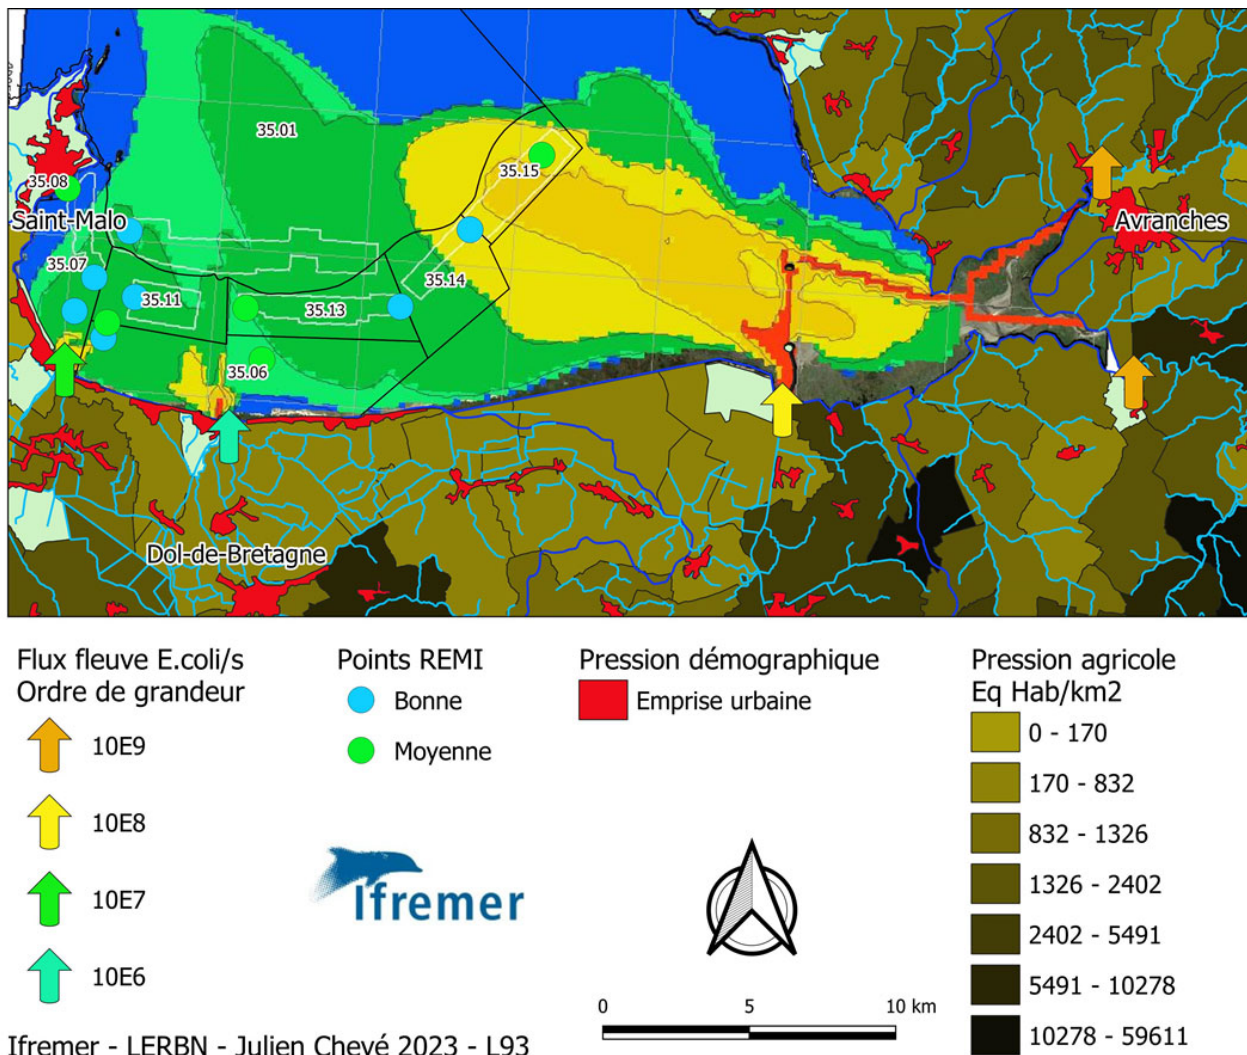 35.01
35.15
35.08
Saint-Malo
Avranches
35.07
35.14
35.11
35.13
35.06
Dol-de-Bretagne
Flux fleuve E.coli/s
Ordre de grandeur
10E9
10E8
10E7
10E6
Points REMI
Bonne
Moyenne
Pression démographique
Emprise urbaine
Pression agricole
Eq Hab/km2
0 - 170
170 - 832
832 - 1326
1326 - 2402
2402 - 5491
5491 - 10278
10278 - 59611
Ifremer
0 5 10 km
Ifremer - LERBN - Julien Chevé 2023 - L93